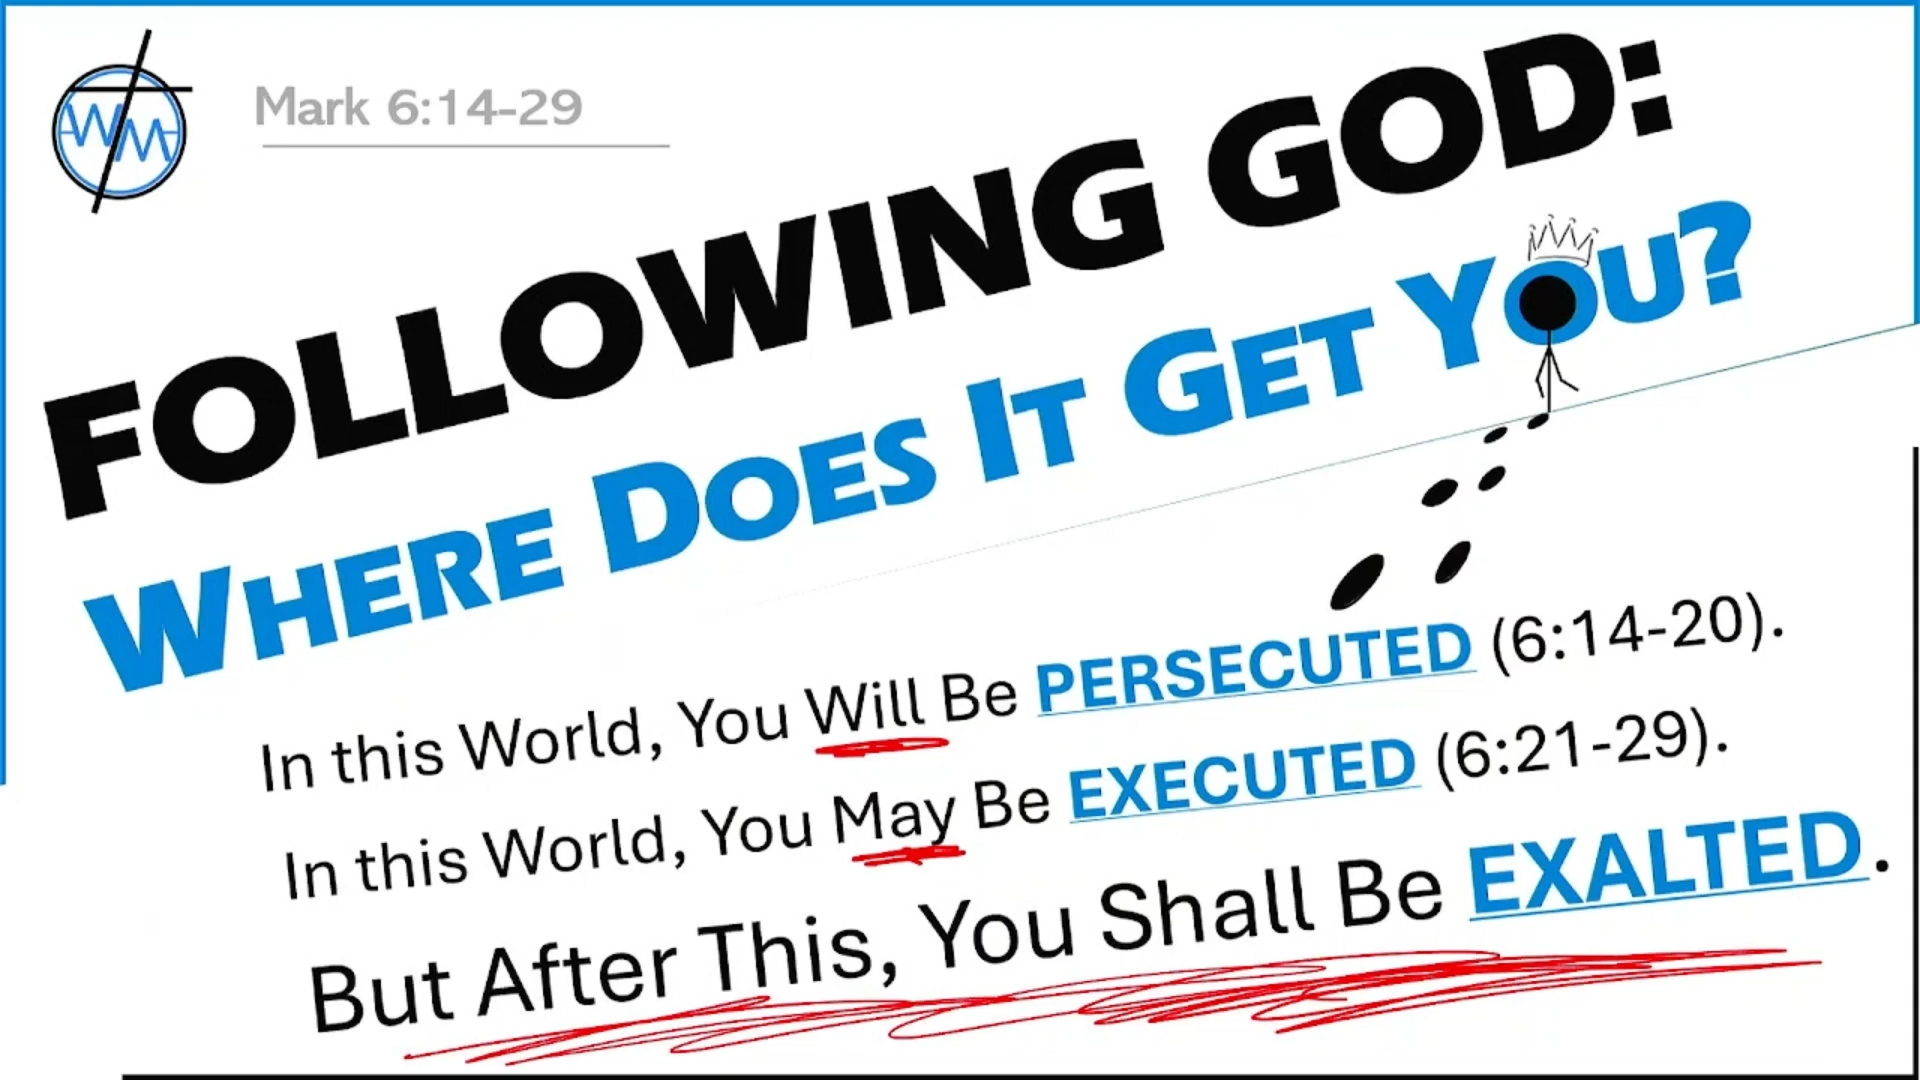 WM
Mark 6:14-29
FOLLOWING GOD:
WHERE DOES IT GET YOU?
In this World, You Will Be PERSECUTED (6:14-20).
In this World, You May Be EXECUTED (6:21-29).
But After This, You Shall Be EXALTED.